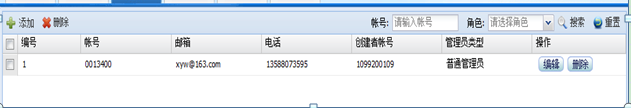 添加 删除 帐号: 请输入帐号 角色: 请选择角色 搜索 重置
编号 帐号 邮箱 电话 创建者帐号 管理员类型 操作
1 0013400 xyw@163.com 13588073595 1099200109 普通管理员 编辑 删除